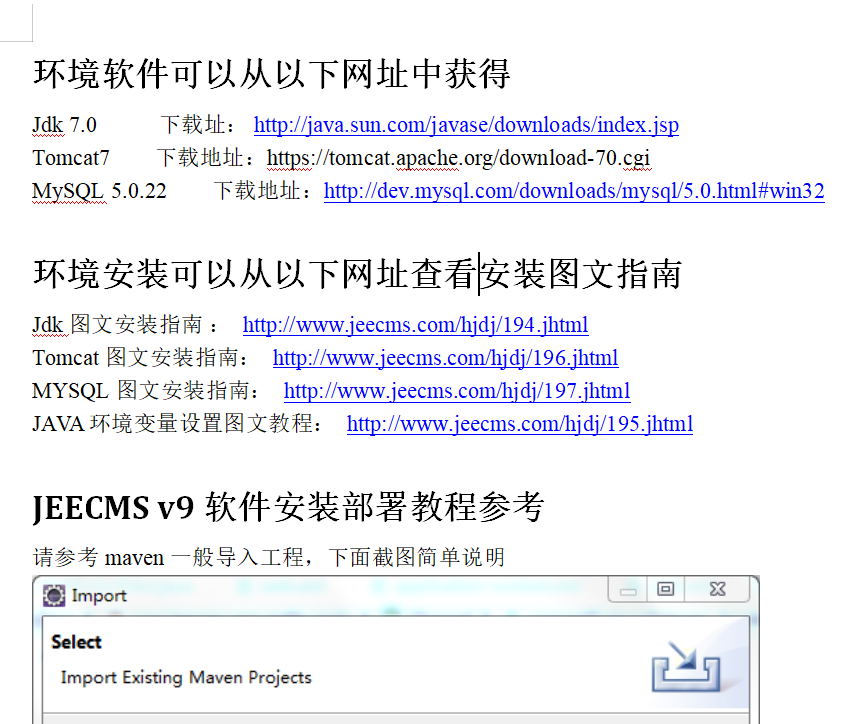 环境软件可以从以下网址中获得
Jdk 7.0 下载址： http://java.sun.com/javase/downloads/index.jsp
Tomcat7 下载地址：https://tomcat.apache.org/download-70.cgi
MySQL 5.0.22 下载地址：http://dev.mysql.com/downloads/mysql/5.0.html#win32
环境安装可以从以下网址查看安装图文指南
Jdk 图文安装指南 ： http://www.jeecms.com/hjdj/194.jhtml
Tomcat 图文安装指南： http://www.jeecms.com/hjdj/196.jhtml
MYSQL 图文安装指南： http://www.jeecms.com/hjdj/197.jhtml
JAVA 环境变量设置图文教程： http://www.jeecms.com/hjdj/195.jhtml
JEECMS v9 软件安装部署教程参考
请参考 maven 一般导入工程，下面截图简单说明
Import
Select
Import Existing Maven Projects